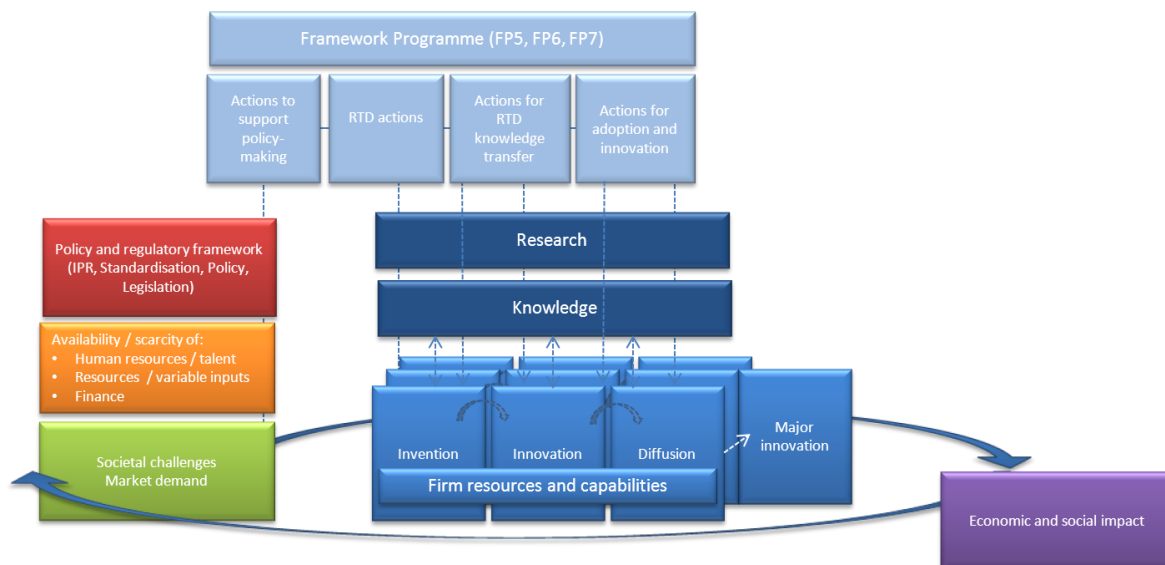 Framework Programme (FP5, FP6, FP7)
Actions to
support
policy-
making
RTD actions
Actions for
RTD
knowledge
transfer
Actions for
adoption and
innovation
Policy and regulatory framework
(IPR, Standardisation, Policy,
Legislation)
Research
Knowledge
Availability / scarcity of:
• Human resources / talent
• Resources / variable inputs
• Finance
Societal challenges
Market demand
Invention
Innovation
Diffusion
Major
innovation
Firm resources and capabilities
Economic and social impact